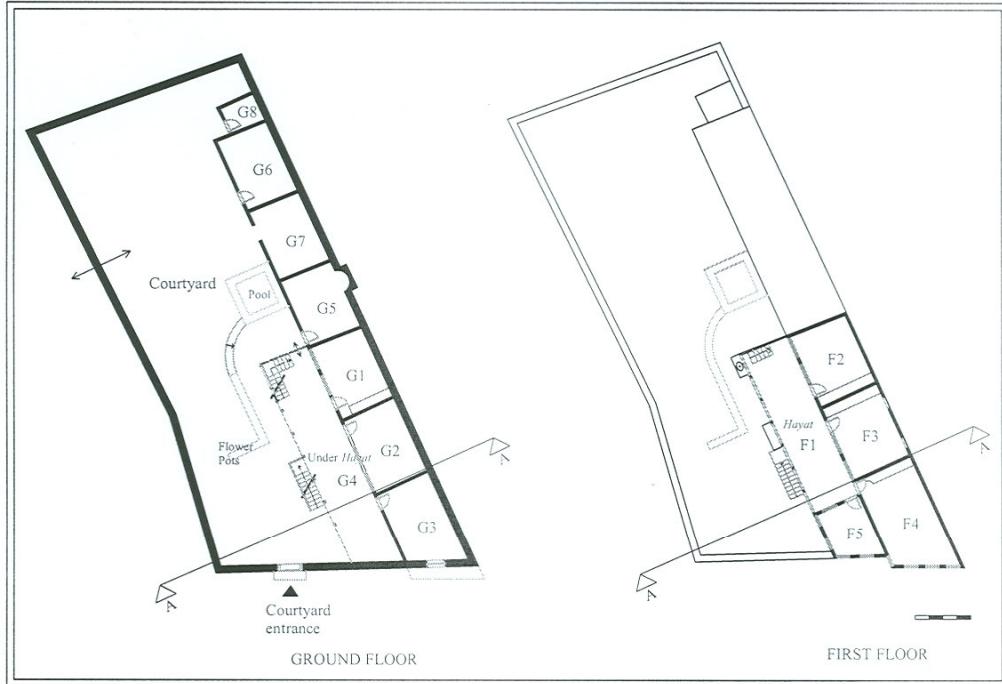 G8
G6
G7
Courtyard
Pool
G5
G1
Flower
Pots
Under Hayat
G4
G2
G3
A
A
Courtyard
entrance
GROUND FLOOR
F2
Hayat
F1
F3
F4
F5
A
A
FIRST FLOOR